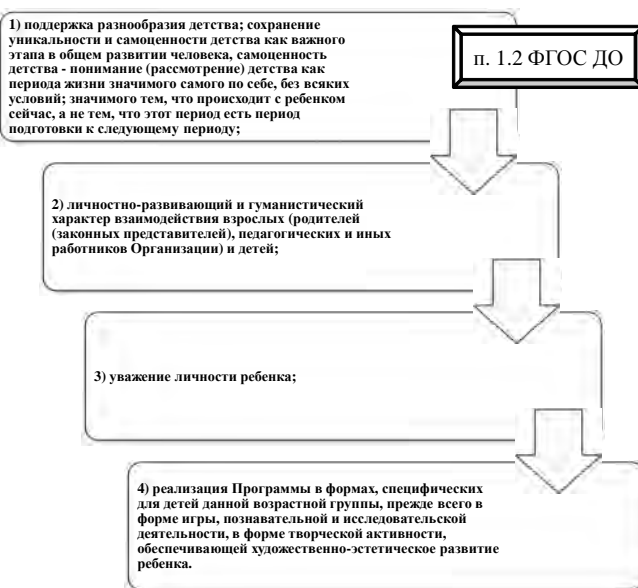 1) поддержка разнообразия детства; сохранение
уникальности и самоценности детства как важного
этапа в общем развитии человека, самоценность
детства - понимание (рассмотрение) детства как
периода жизни значимого самого по себе, без всяких
условий; значимого тем, что происходит с ребенком
сейчас, а не тем, что этот период есть период
подготовки к следующему периоду;
п. 1.2 ФГОС ДО
2) личностно-развивающий и гуманистический
характер взаимодействия взрослых (родителей
(законных представителей), педагогических и иных
работников Организации) и детей;
3) уважение личности ребенка;
4) реализация Программы в формах, специфических
для детей данной возрастной группы, прежде всего в
форме игры, познавательной и исследовательской
деятельности, в форме творческой активности,
обеспечивающей художественно-эстетическое развитие
ребенка.